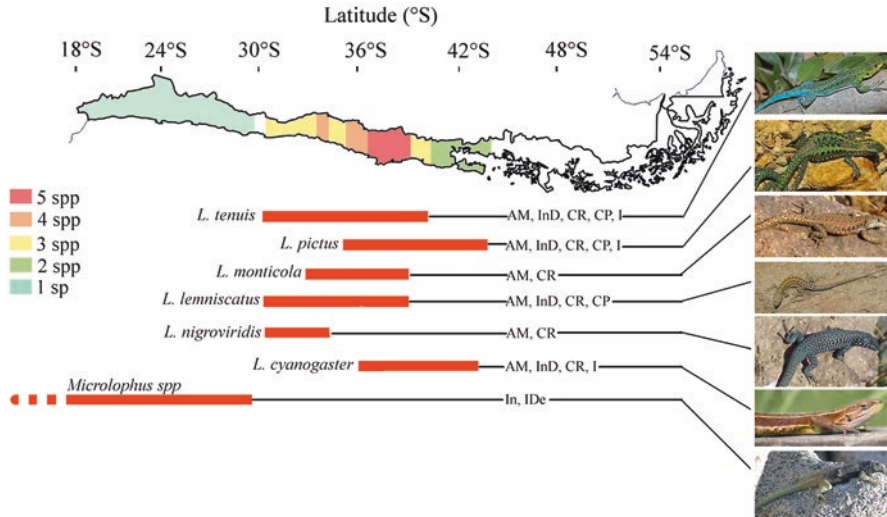 Latitude (°S)
18°S 24°S 30°S 36°S 42°S 48°S 54°S
5 spp
4 spp
3 spp
2 spp
1 sp
L. tenuis AM, InD, CR, CP, I
L. pictus AM, InD, CR, CP, I
L. monticola AM, CR
L. lemniscatus AM, InD, CR, CP
L. nigroviridis AM, CR
L. cyanogaster AM, InD, CR, I
Microlophus spp In, IDe